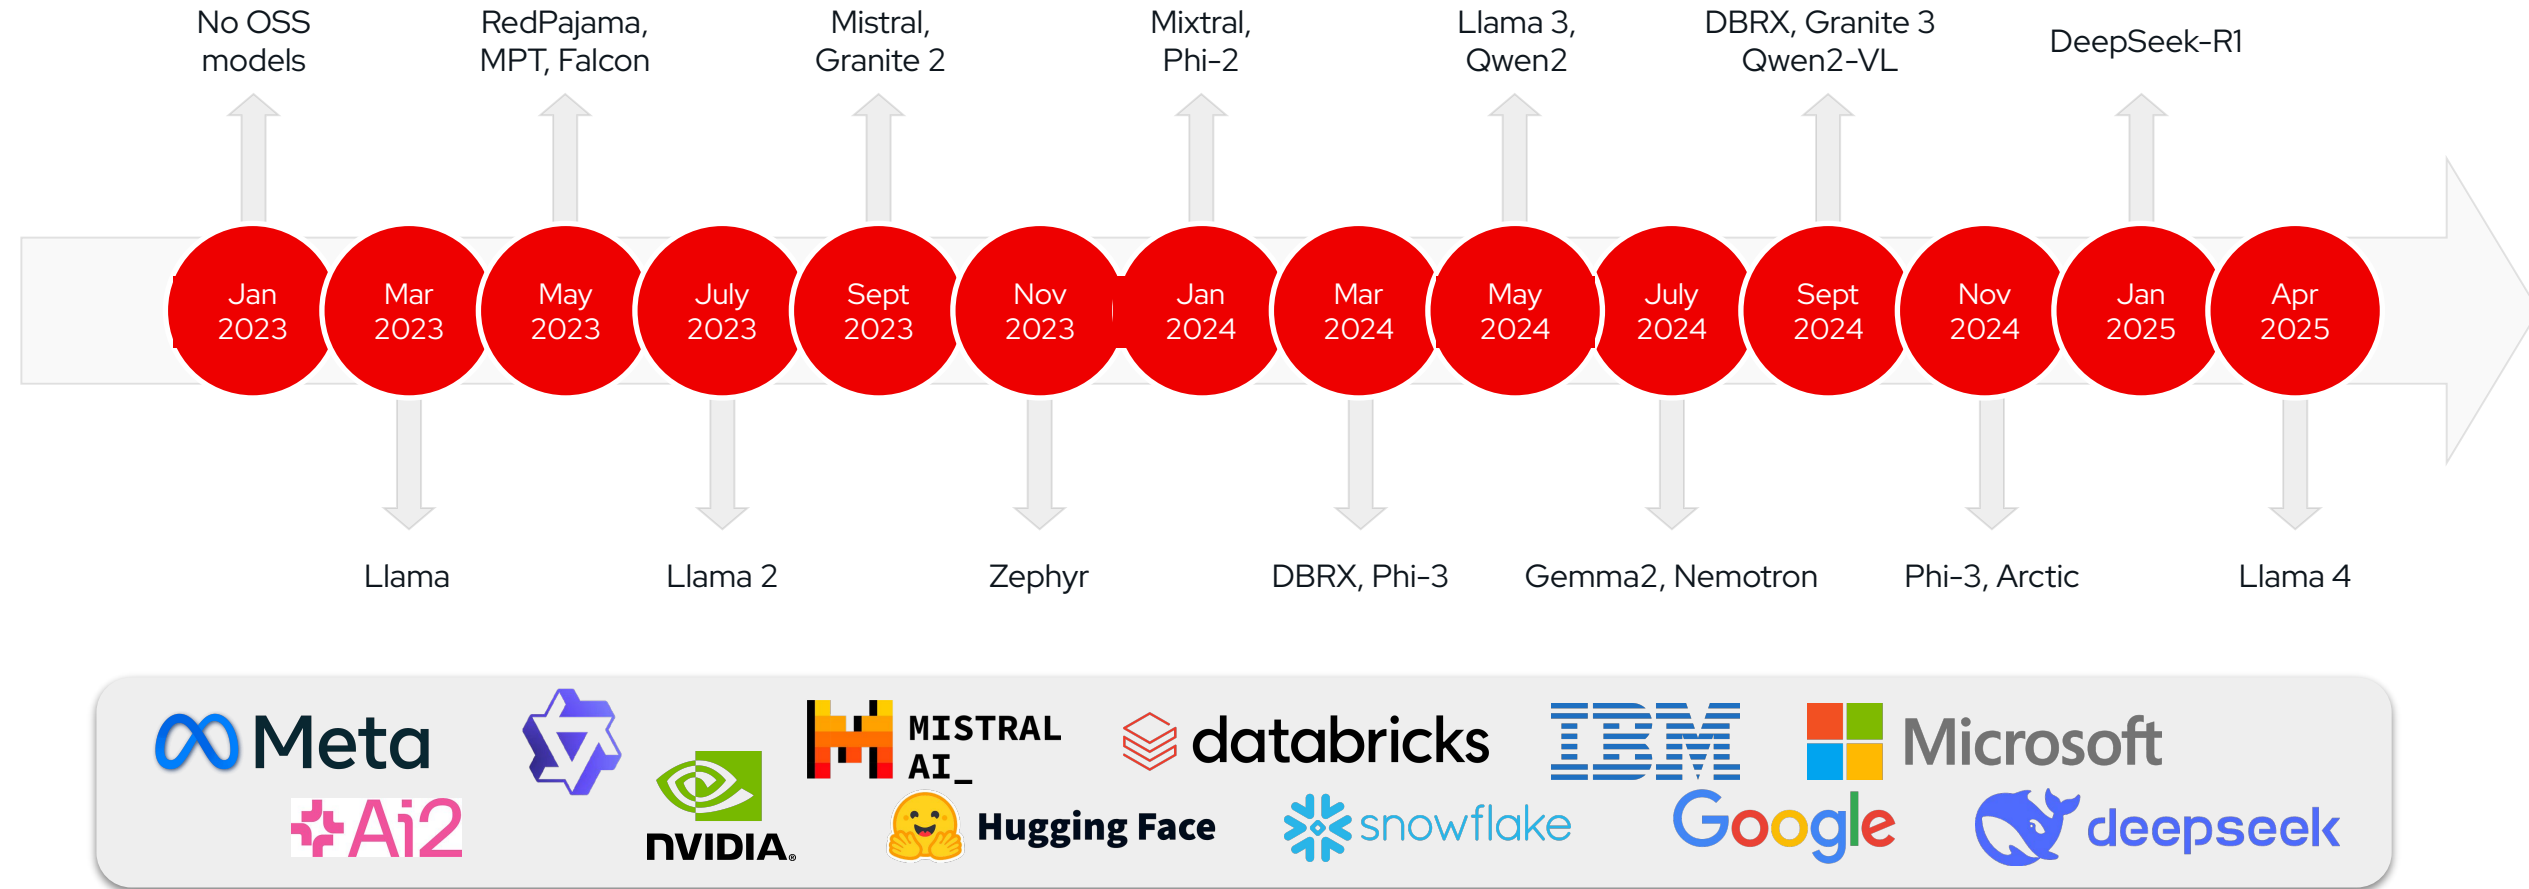 No OSS
models
RedPajama,
MPT, Falcon
Mistral,
Granite 2
Mixtral,
Phi-2
Llama 3,
Qwen2
DBRX, Granite 3
Qwen2-VL
DeepSeek-R1
Jan
2023
Mar
2023
May
2023
July
2023
Sept
2023
Nov
2023
Jan
2024
Mar
2024
May
2024
July
2024
Sept
2024
Nov
2024
Jan
2025
Apr
2025
Llama
Llama 2
Zephyr
DBRX, Phi-3
Gemma2, Nemotron
Phi-3, Arctic
Llama 4
Meta
MISTRAL
AI_
databricks
IBM
Microsoft
Ai2
NVIDIA®
Hugging Face
snowflake
Google
deepseek